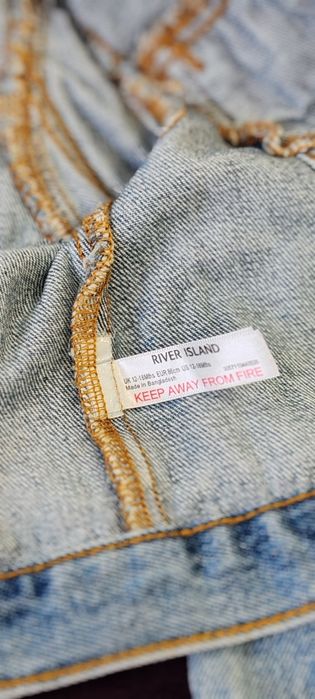 RIVER ISLAND
UK 12-18Mths EUR 86cm US 12-18Mths
Made in Bangladesh
KEEP AWAY FROM FIRE